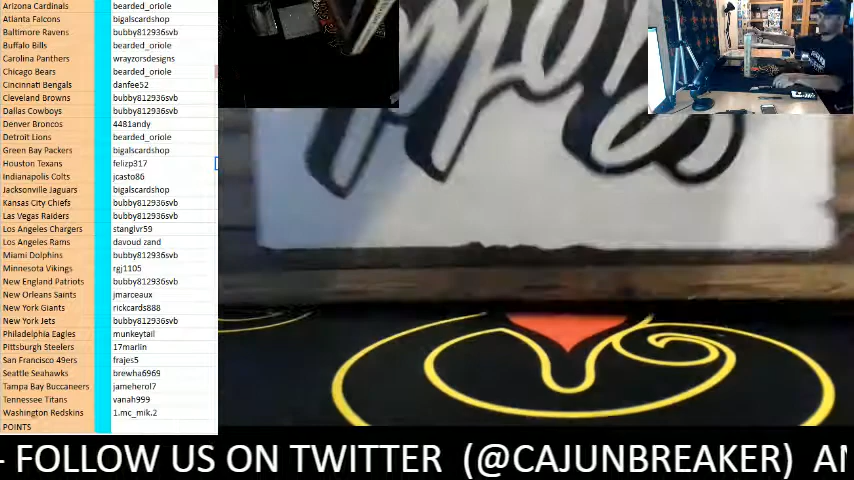 Arizona Cardinals bearded_oriole
Atlanta Falcons bigalscardshop
Baltimore Ravens bubby812936svb
Buffalo Bills bearded_oriole
Carolina Panthers wrayzorsdesigns
Chicago Bears bearded_oriole
Cincinnati Bengals danfee52
Cleveland Browns bubby812936svb
Dallas Cowboys bubby812936svb
Denver Broncos 4481andy
Detroit Lions bearded_oriole
Green Bay Packers bigalscardshop
Houston Texans felizp317
Indianapolis Colts jcasto86
Jacksonville Jaguars bigalscardshop
Kansas City Chiefs bubby812936svb
Las Vegas Raiders bubby812936svb
Los Angeles Chargers stanglvr59
Los Angeles Rams davoud zand
Miami Dolphins bubby812936svb
Minnesota Vikings rgj1105
New England Patriots bubby812936svb
New Orleans Saints jmarceaux
New York Giants rickcards888
New York Jets bubby812936svb
Philadelphia Eagles munkeytail
Pittsburgh Steelers 17marlin
San Francisco 49ers frajes5
Seattle Seahawks brewha6969
Tampa Bay Buccaneers jameherol7
Tennessee Titans vanah999
Washington Redskins 1.mc_mik.2
POINTS
- FOLLOW US ON TWITTER (@CAJUNBREAKER) AN